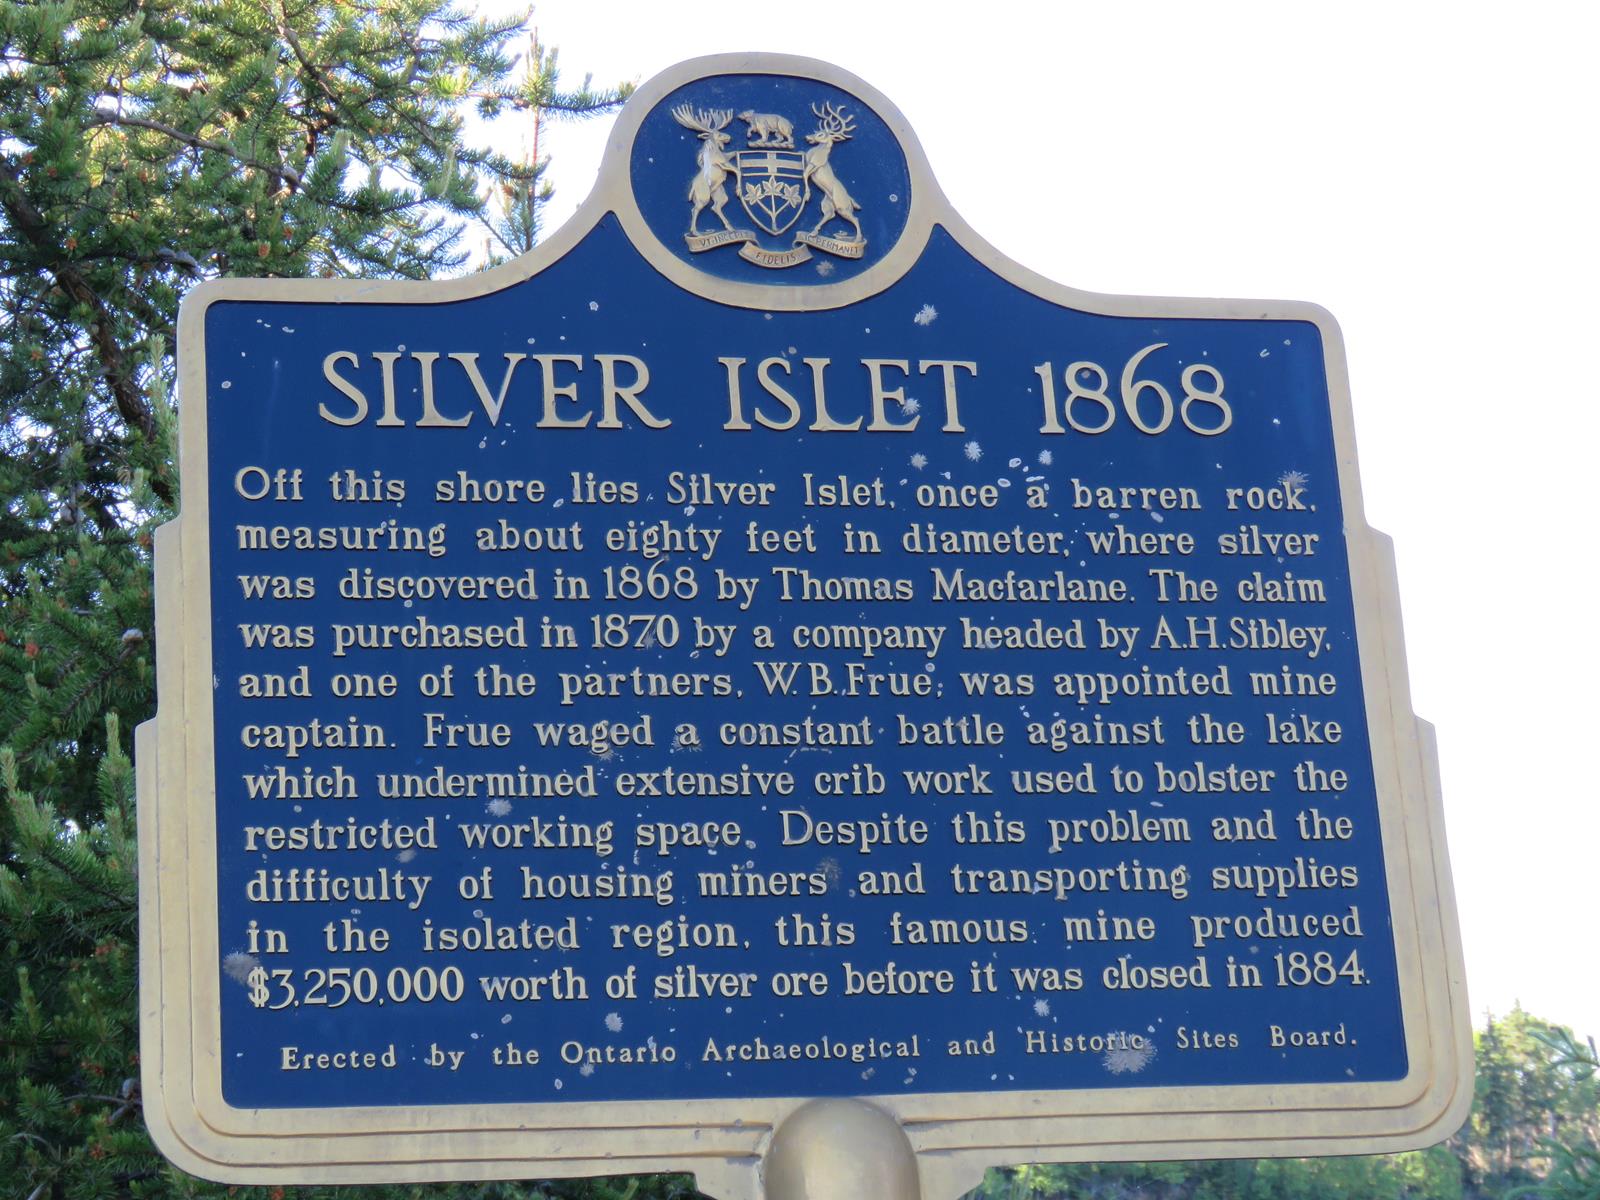 UT INCEPIT
FIDELIS
SIC PERMANET
SILVER ISLET 1868
Off this shore lies Silver Islet, once a barren rock,
measuring about eighty feet in diameter, where silver
was discovered in 1868 by Thomas Macfarlane. The claim
was purchased in 1870 by a company headed by A.H.Sibley,
and one of the partners, W.B.Frue, was appointed mine
captain. Frue waged a constant battle against the lake
which undermined extensive crib work used to bolster the
restricted working space. Despite this problem and the
difficulty of housing miners and transporting supplies
in the isolated region, this famous mine produced
$3,250,000 worth of silver ore before it was closed in 1884.
Erected by the Ontario Archaeological and Historic Sites Board.